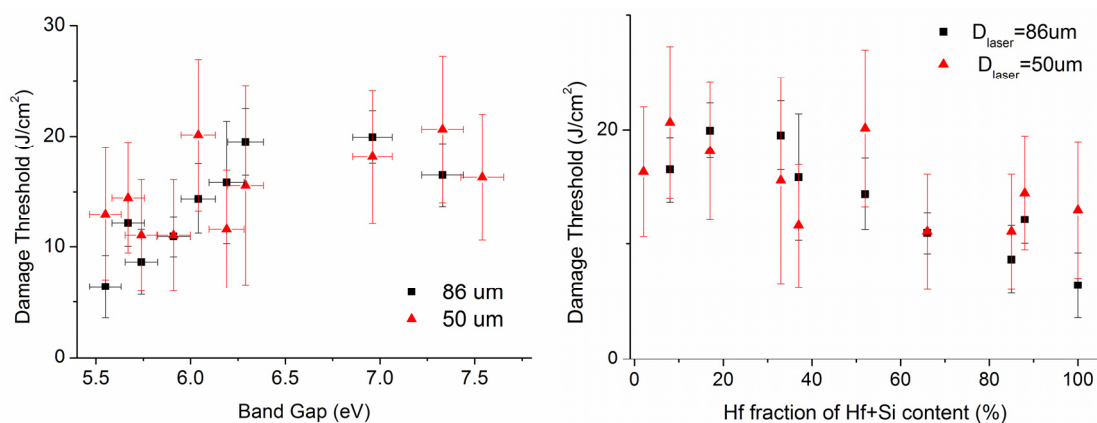 30
20
10
0
Damage Threshold (J/cm²)
86 um
50 um
5.5 6.0 6.5 7.0 7.5
Band Gap (eV)
20
0
Damage Threshold (J/cm²)
D_laser=86um
D_laser=50um
0 20 40 60 80 100
Hf fraction of Hf+Si content (%)